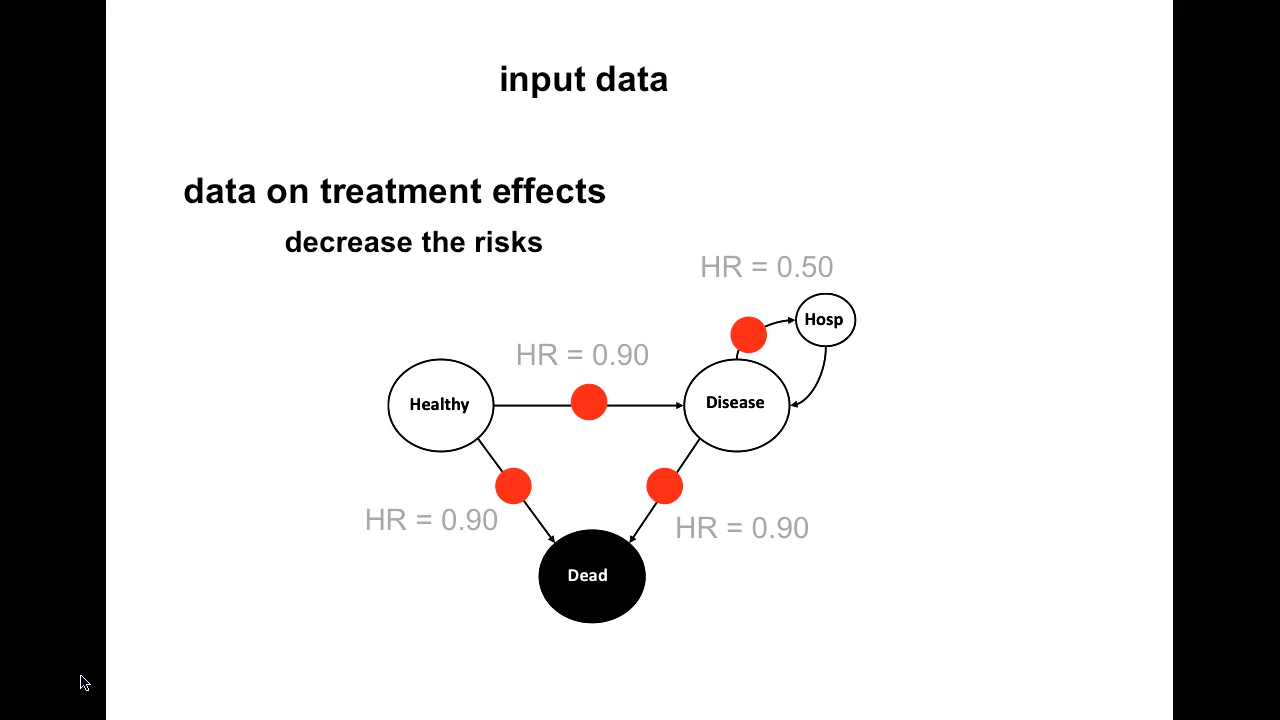 input data
data on treatment effects
decrease the risks
HR = 0.50
Hosp
HR = 0.90
Healthy
Disease
HR = 0.90
HR = 0.90
Dead